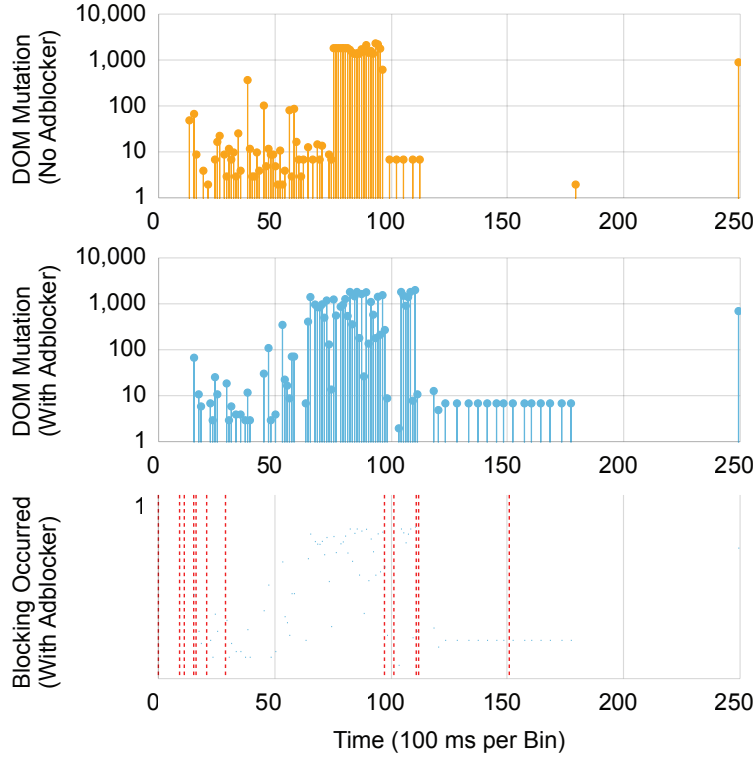 DOM Mutation
(No Adblocker)
10,000
1,000
100
10
1
0 50 100 150 200 250
DOM Mutation
(With Adblocker)
10,000
1,000
100
10
1
0 50 100 150 200 250
Blocking Occurred
(With Adblocker)
1
0 50 100 150 200 250
Time (100 ms per Bin)